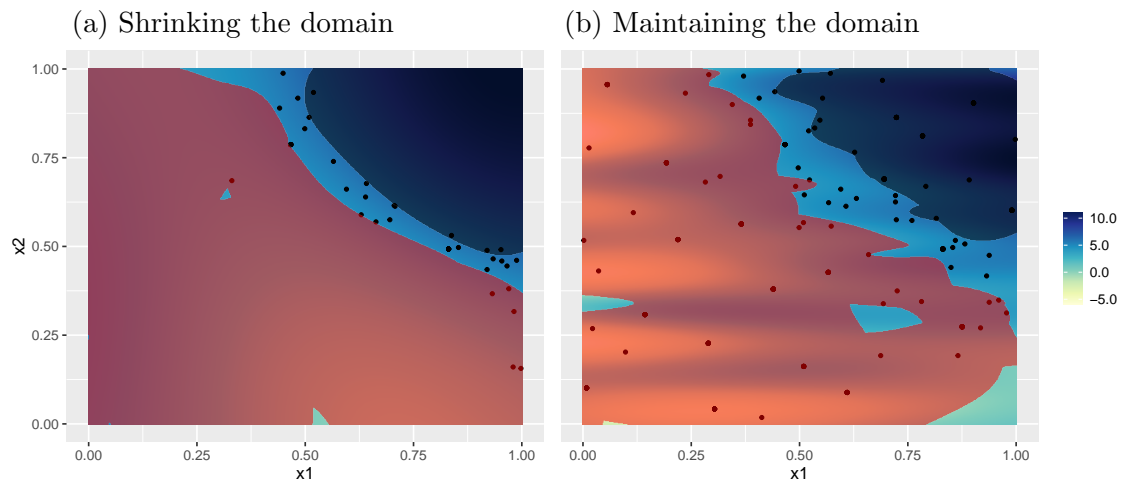 (a) Shrinking the domain
(b) Maintaining the domain
1.00
0.75
0.50
0.25
0.00
x2
0.00 0.25 0.50 0.75 1.00
x1
0.00 0.25 0.50 0.75 1.00
x1
10.0
5.0
0.0
−5.0